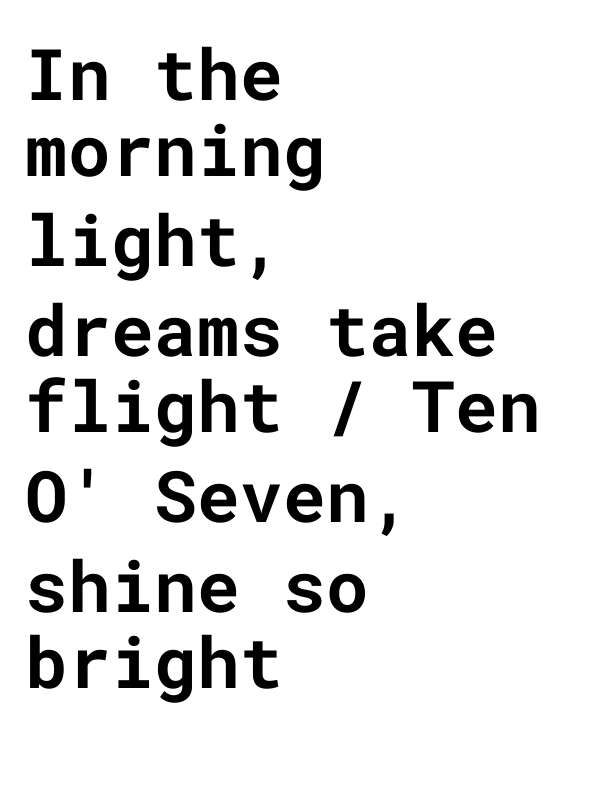 In the
morning
light,
dreams take
flight / Ten
O' Seven,
shine so
bright